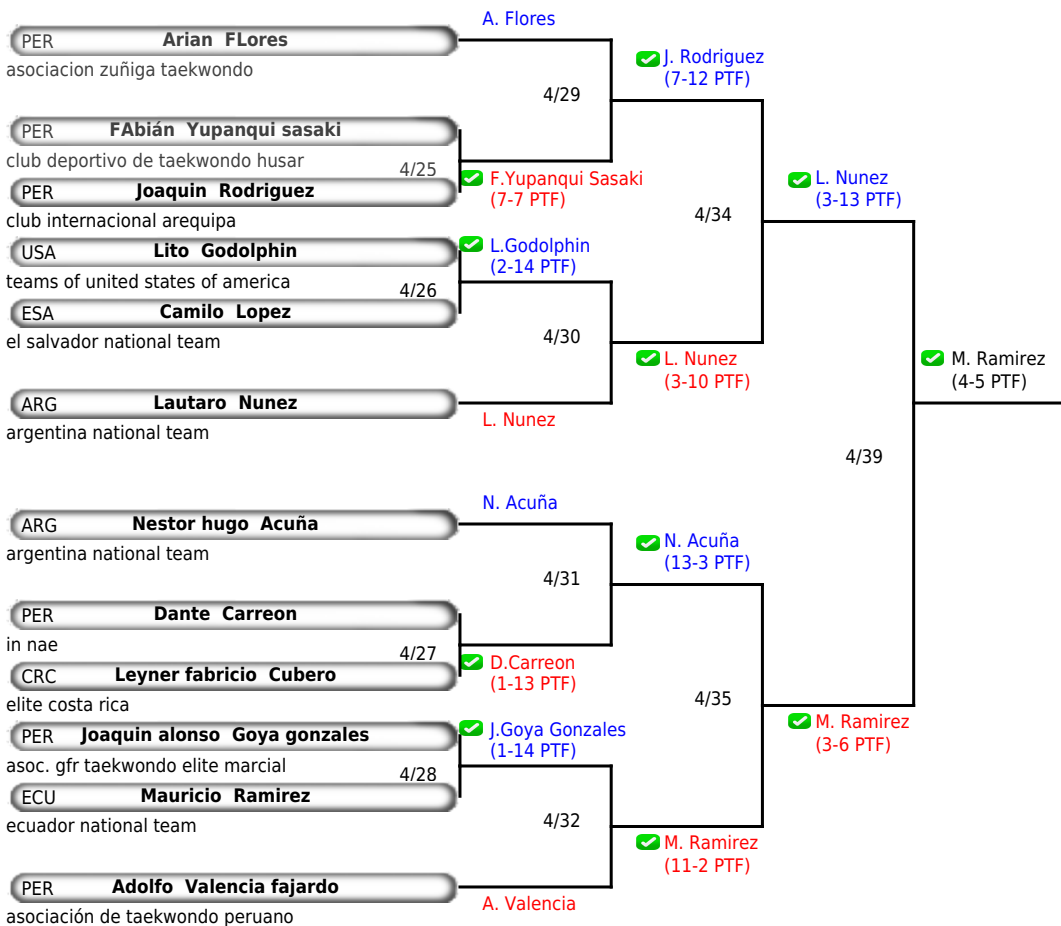 A. Flores
PER Arian FLores
asociacion zuñiga taekwondo
J. Rodriguez
(7-12 PTF)
4/29
PER FAbián Yupanqui sasaki
club deportivo de taekwondo husar
4/25
F.Yupanqui Sasaki
(7-7 PTF)
PER Joaquin Rodriguez
club internacional arequipa
L. Nunez
(3-13 PTF)
4/34
USA Lito Godolphin
teams of united states of america
L.Godolphin
(2-14 PTF)
4/26
ESA Camilo Lopez
el salvador national team
4/30
L. Nunez
(3-10 PTF)
ARG Lautaro Nunez
argentina national team
L. Nunez
M. Ramirez
(4-5 PTF)
4/39
N. Acuña
ARG Nestor hugo Acuña
argentina national team
N. Acuña
(13-3 PTF)
4/31
PER Dante Carreon
in nae
4/27
D.Carreon
(1-13 PTF)
CRC Leyner fabricio Cubero
elite costa rica
4/35
M. Ramirez
(3-6 PTF)
PER Joaquin alonso Goya gonzales
asoc. gfr taekwondo elite marcial
J.Goya Gonzales
(1-14 PTF)
4/28
ECU Mauricio Ramirez
ecuador national team
4/32
M. Ramirez
(11-2 PTF)
PER Adolfo Valencia fajardo
asociación de taekwondo peruano
A. Valencia